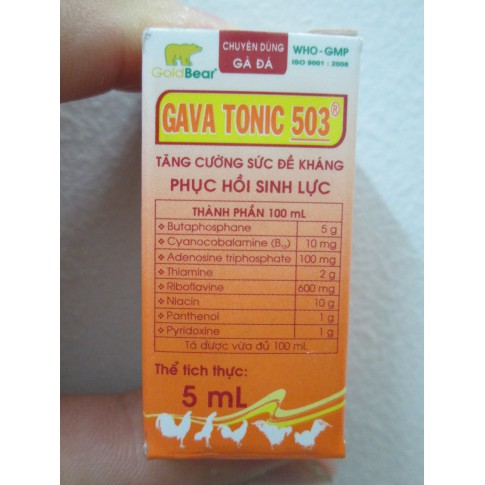 GoldBear®
CHUYÊN DÙNG
GÀ ĐÁ
WHO - GMP
ISO 9001 : 2008
GAVA TONIC 503®
TĂNG CƯỜNG SỨC ĐỀ KHÁNG
PHỤC HỒI SINH LỰC
THÀNH PHẦN 100 mL
❖ Butaphosphane 5 g
❖ Cyanocobalamine (B₁₂) 10 mg
❖ Adenosine triphosphate 100 mg
❖ Thiamine 2 g
❖ Riboflavine 600 mg
❖ Niacin 10 g
❖ Panthenol 1 g
❖ Pyridoxine 1 g
Tá dược vừa đủ 100 mL
Thể tích thực:
5 mL